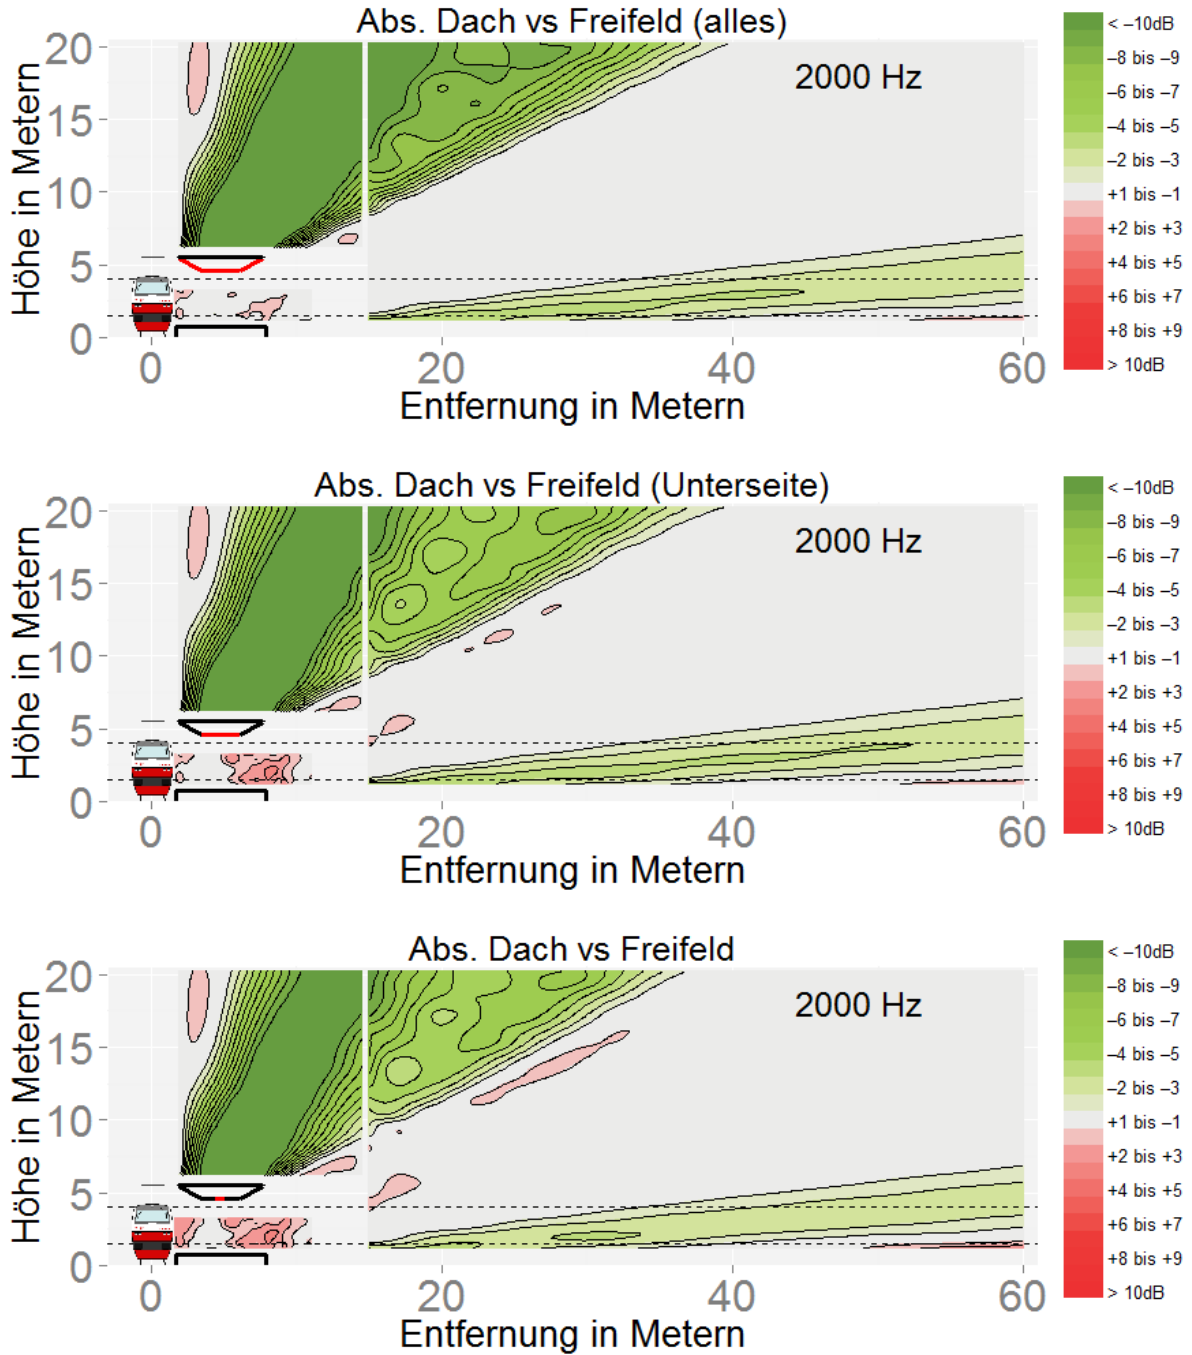 Abs. Dach vs Freifeld (alles)
2000 Hz
Höhe in Metern
20
15
10
5
0
0 20 40 60
Entfernung in Metern
< –10dB
–8 bis –9
–6 bis –7
–4 bis –5
–2 bis –3
+1 bis –1
+2 bis +3
+4 bis +5
+6 bis +7
+8 bis +9
> 10dB
Abs. Dach vs Freifeld (Unterseite)
2000 Hz
Höhe in Metern
20
15
10
5
0
0 20 40 60
Entfernung in Metern
< –10dB
–8 bis –9
–6 bis –7
–4 bis –5
–2 bis –3
+1 bis –1
+2 bis +3
+4 bis +5
+6 bis +7
+8 bis +9
> 10dB
Abs. Dach vs Freifeld
2000 Hz
Höhe in Metern
20
15
10
5
0
0 20 40 60
Entfernung in Metern
< –10dB
–8 bis –9
–6 bis –7
–4 bis –5
–2 bis –3
+1 bis –1
+2 bis +3
+4 bis +5
+6 bis +7
+8 bis +9
> 10dB